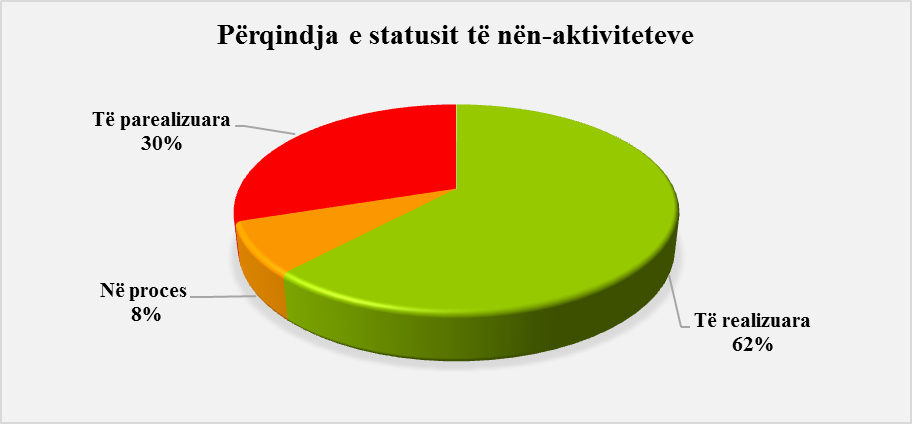 Përqindja e statusit të nën-aktiviteteve
Të parealizuara
30%
Në proces
8%
Të realizuara
62%